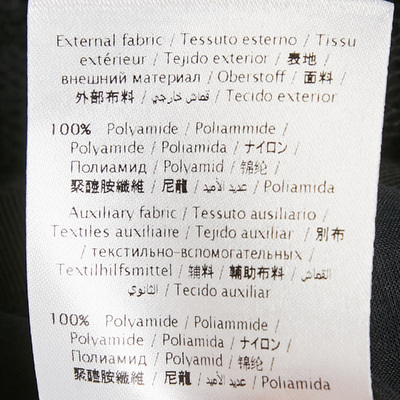 External fabric / Tessuto esterno / Tissu
extérieur / Tejido exterior / 表地 /
внешний материал / Oberstoff / 面料 /
外部布料 / قماش خارجي / Tecido exterior
100% Polyamide / Poliammide /
Polyamide / Poliamida / ナイロン /
Полиамид / Polyamid / 锦纶 /
聚醯胺纖維 / 尼龍 / عديد الأميد / Poliamida
Auxiliary fabric / Tessuto ausiliario /
Textiles auxiliaire / Tejido auxiliar / 別布
/ текстильно-вспомогательных /
Textilhilfsmittel / 辅料 / 輔助布料 / القماش
الثانوي / Tecido auxiliar
100% Polyamide / Poliammide /
Polyamide / Poliamida / ナイロン /
Полиамид / Polyamid / 锦纶 /
聚醯胺纖維 / 尼龍 / عديد الأميد / Poliamida